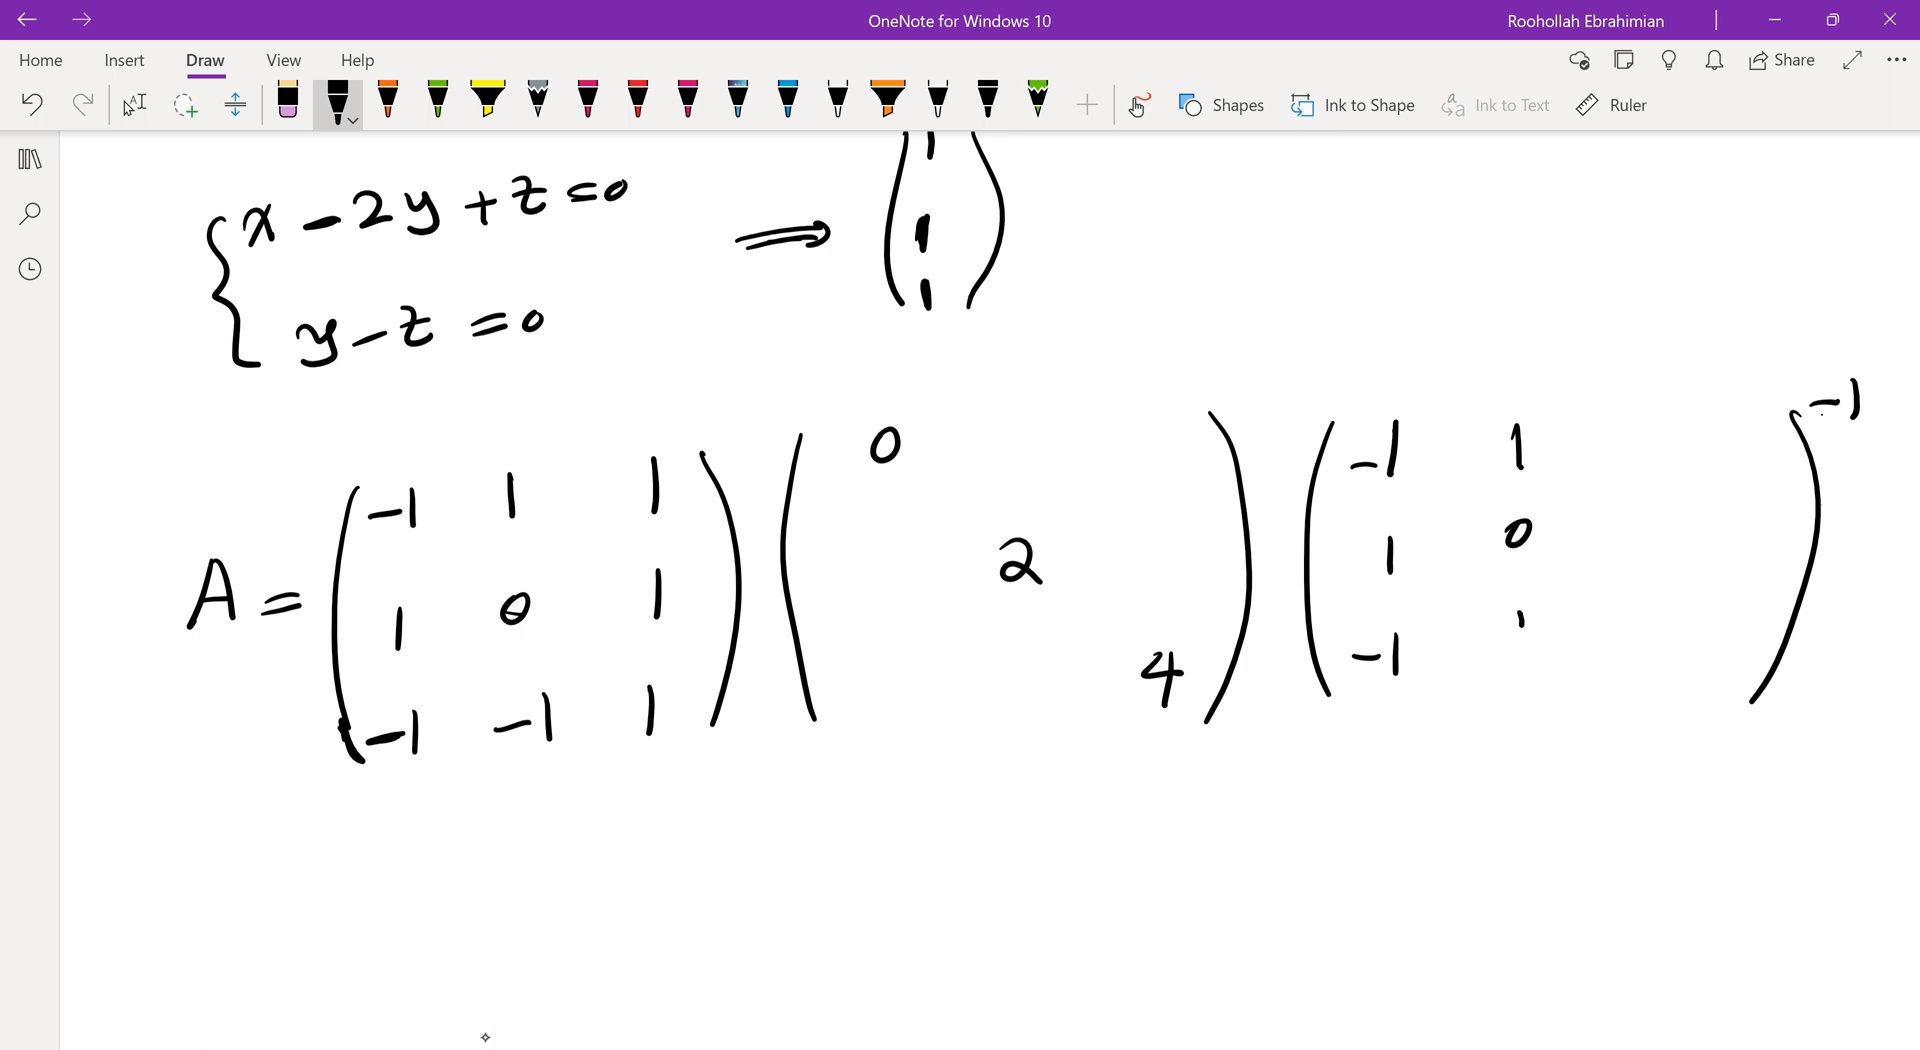 OneNote for Windows 10
Roohollah Ebrahimian
Home Insert Draw View Help
Share
Shapes Ink to Shape Ink to Text Ruler
x - 2y + z = 0
y - z = 0
⟹
1
1
1
A =
-1 1 1
1 0 1
-1 -1 1
0
2
4
-1 1
1 0
-1
-1